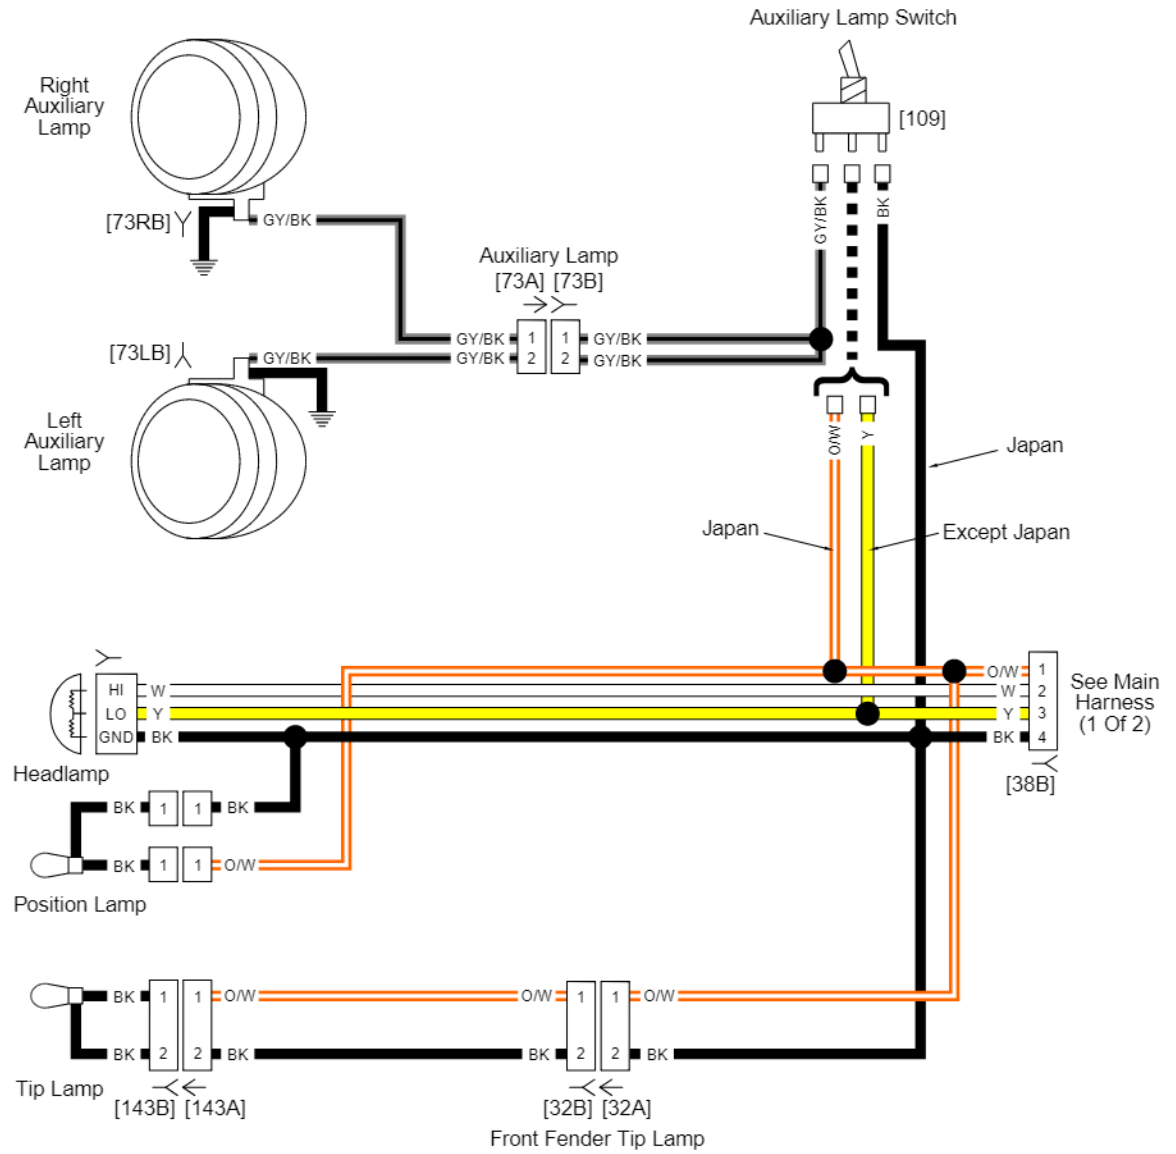 Auxiliary Lamp Switch
[109]
Right
Auxiliary
Lamp
[73RB]
GY/BK
GY/BK
BK
Auxiliary Lamp
[73A] [73B]
GY/BK 1 1 GY/BK
GY/BK 2 2 GY/BK
[73LB]
GY/BK
Left
Auxiliary
Lamp
O/W
Y
Japan
Japan
Except Japan
O/W 1
HI W W 2
LO Y Y 3
GND BK BK 4
See Main
Harness
(1 Of 2)
[38B]
Headlamp
BK 1 1 BK
BK 1 1 O/W
Position Lamp
BK 1 1 O/W O/W 1 1 O/W
BK 2 2 BK BK 2 2 BK
Tip Lamp
[143B] [143A]
[32B] [32A]
Front Fender Tip Lamp